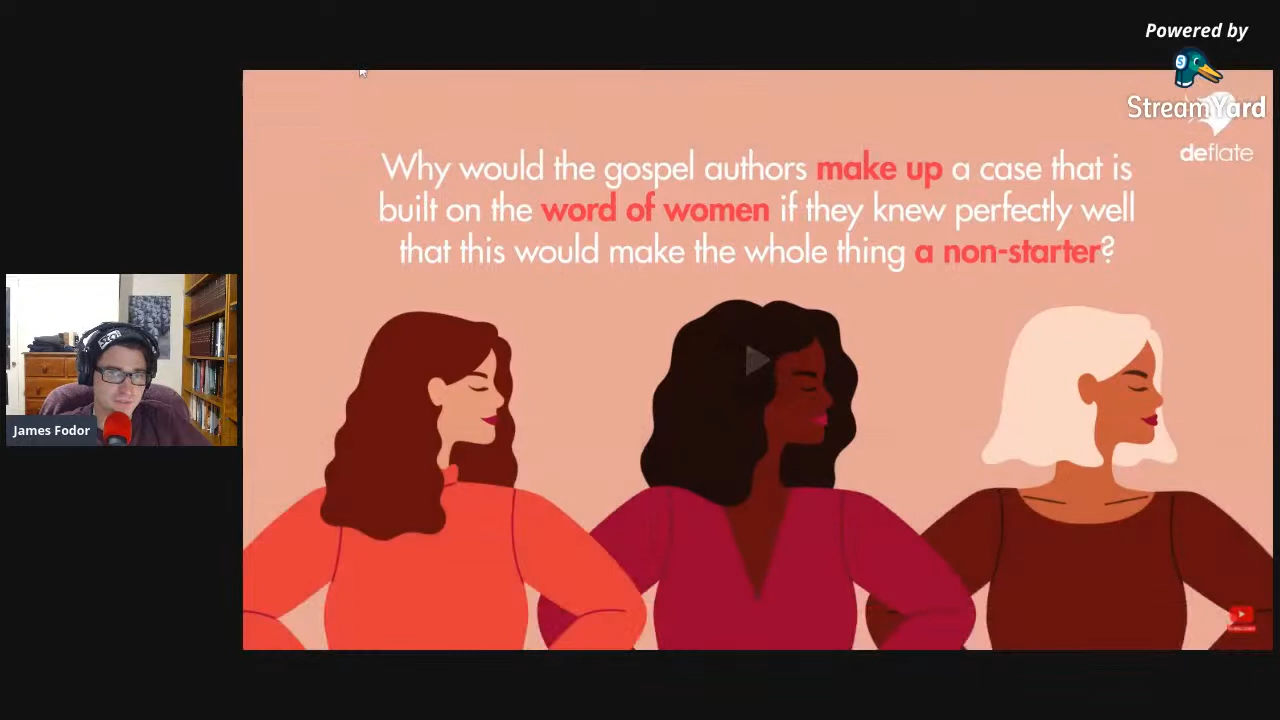 Powered by
StreamYard
deflate
Why would the gospel authors make up a case that is
built on the word of women if they knew perfectly well
that this would make the whole thing a non-starter?
James Fodor